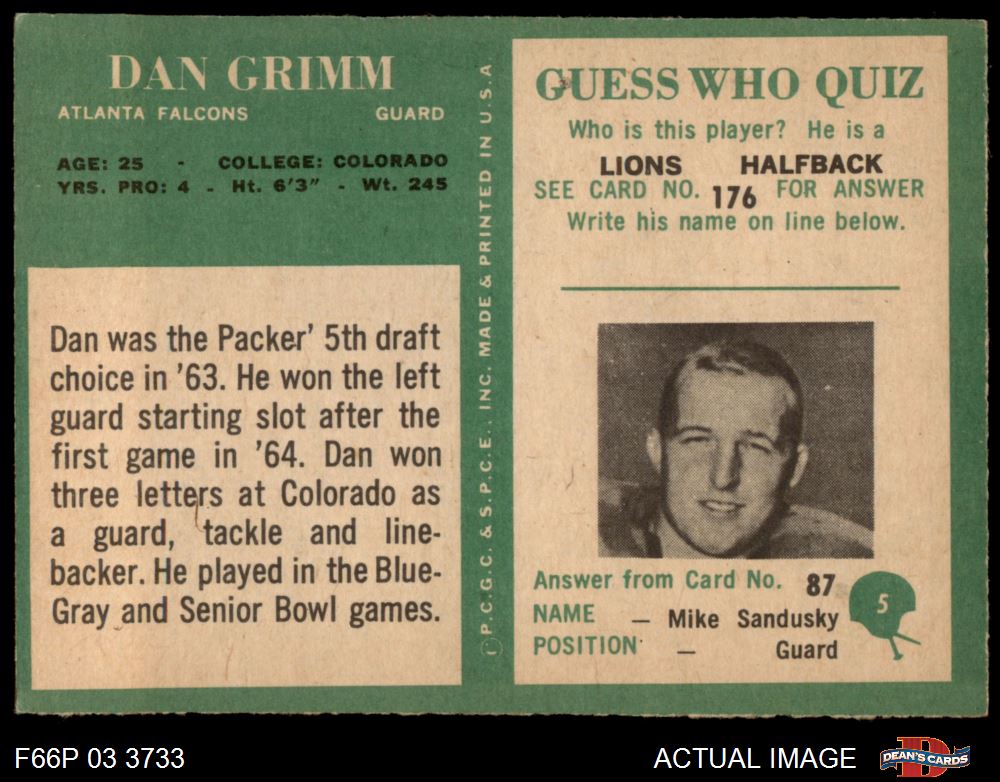 DAN GRIMM
ATLANTA FALCONS GUARD
AGE: 25 - COLLEGE: COLORADO
YRS. PRO: 4 - Ht. 6'3" - Wt. 245
Dan was the Packer' 5th draft
choice in '63. He won the left
guard starting slot after the
first game in '64. Dan won
three letters at Colorado as
a guard, tackle and line-
backer. He played in the Blue-
Gray and Senior Bowl games.
© P.C.G.C. & S.P.C.E., INC. MADE & PRINTED IN U.S.A.
GUESS WHO QUIZ
Who is this player? He is a
LIONS HALFBACK
SEE CARD NO. 176 FOR ANSWER
Write his name on line below.
Answer from Card No. 87
NAME — Mike Sandusky
POSITION — Guard
5
F66P 03 3733
ACTUAL IMAGE
DEAN'S CARDS